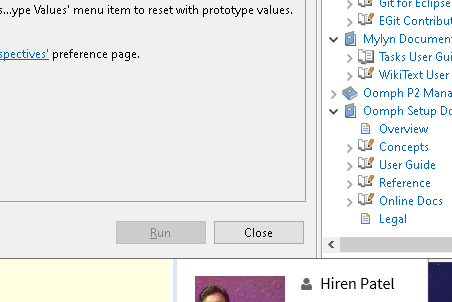 s...ype Values' menu item to reset with prototype values.
spectives' preference page.
Run
Close
Git for Eclipse
EGit Contribut
Mylyn Document
Tasks User Gui
WikiText User
Oomph P2 Mana
Oomph Setup Do
Overview
Concepts
User Guide
Reference
Online Docs
Legal
Hiren Patel